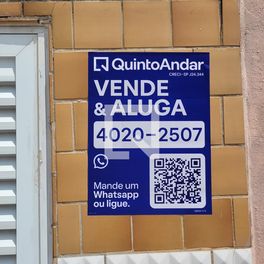 QuintoAndar
CRECI-SP J24.344
VENDE
& ALUGA
4020-2507
Mande um
Whatsapp
ou ligue.